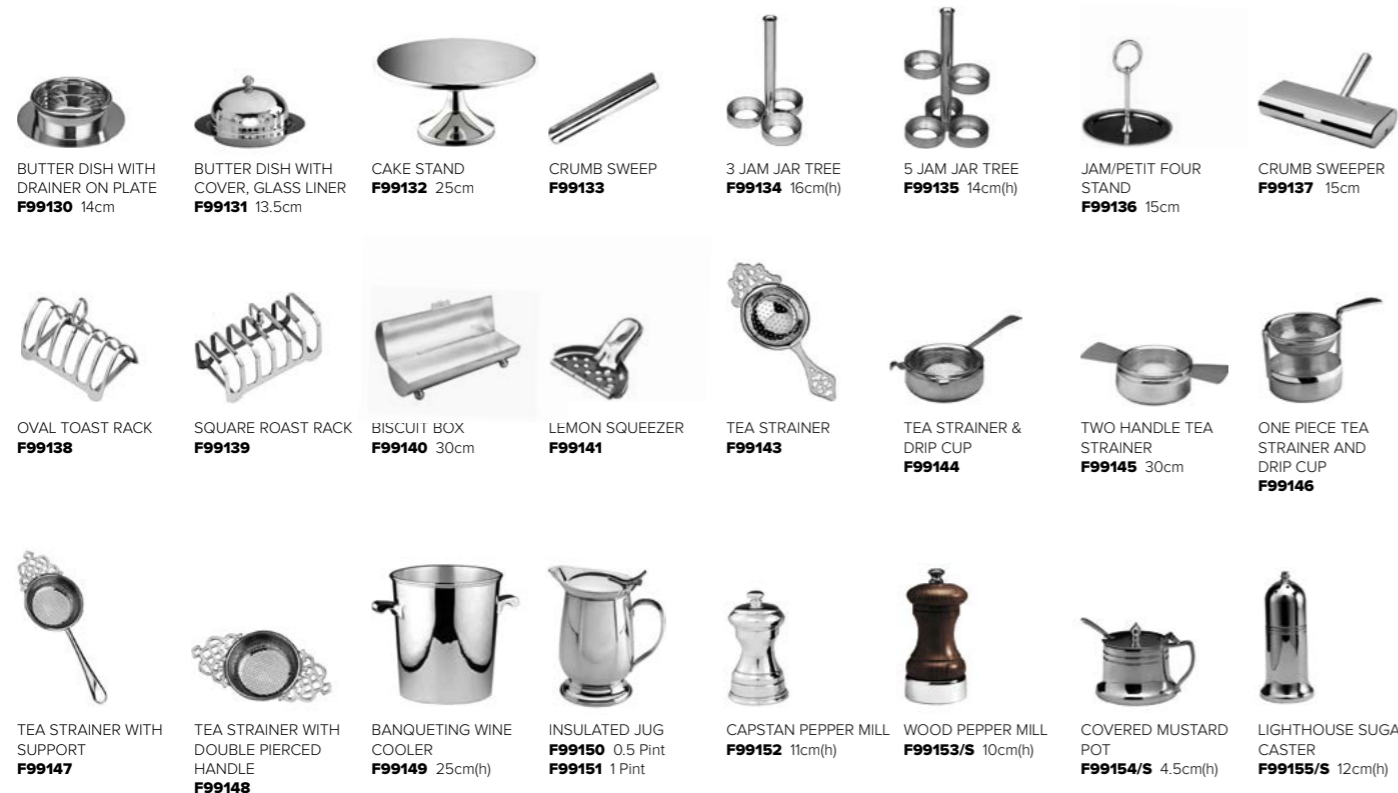 BUTTER DISH WITH
DRAINER ON PLATE
F99130 14cm
BUTTER DISH WITH
COVER, GLASS LINER
F99131 13.5cm
CAKE STAND
F99132 25cm
CRUMB SWEEP
F99133
3 JAM JAR TREE
F99134 16cm(h)
5 JAM JAR TREE
F99135 14cm(h)
JAM/PETIT FOUR
STAND
F99136 15cm
CRUMB SWEEPER
F99137 15cm
OVAL TOAST RACK
F99138
SQUARE ROAST RACK
F99139
BISCUIT BOX
F99140 30cm
LEMON SQUEEZER
F99141
TEA STRAINER
F99143
TEA STRAINER &
DRIP CUP
F99144
TWO HANDLE TEA
STRAINER
F99145 30cm
ONE PIECE TEA
STRAINER AND
DRIP CUP
F99146
TEA STRAINER WITH
SUPPORT
F99147
TEA STRAINER WITH
DOUBLE PIERCED
HANDLE
F99148
BANQUETING WINE
COOLER
F99149 25cm(h)
INSULATED JUG
F99150 0.5 Pint
F99151 1 Pint
CAPSTAN PEPPER MILL
F99152 11cm(h)
WOOD PEPPER MILL
F99153/S 10cm(h)
COVERED MUSTARD
POT
F99154/S 4.5cm(h)
LIGHTHOUSE SUGA
CASTER
F99155/S 12cm(h)